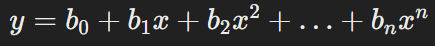 y = b₀ + b₁x + b₂x² + … + bₙxⁿ